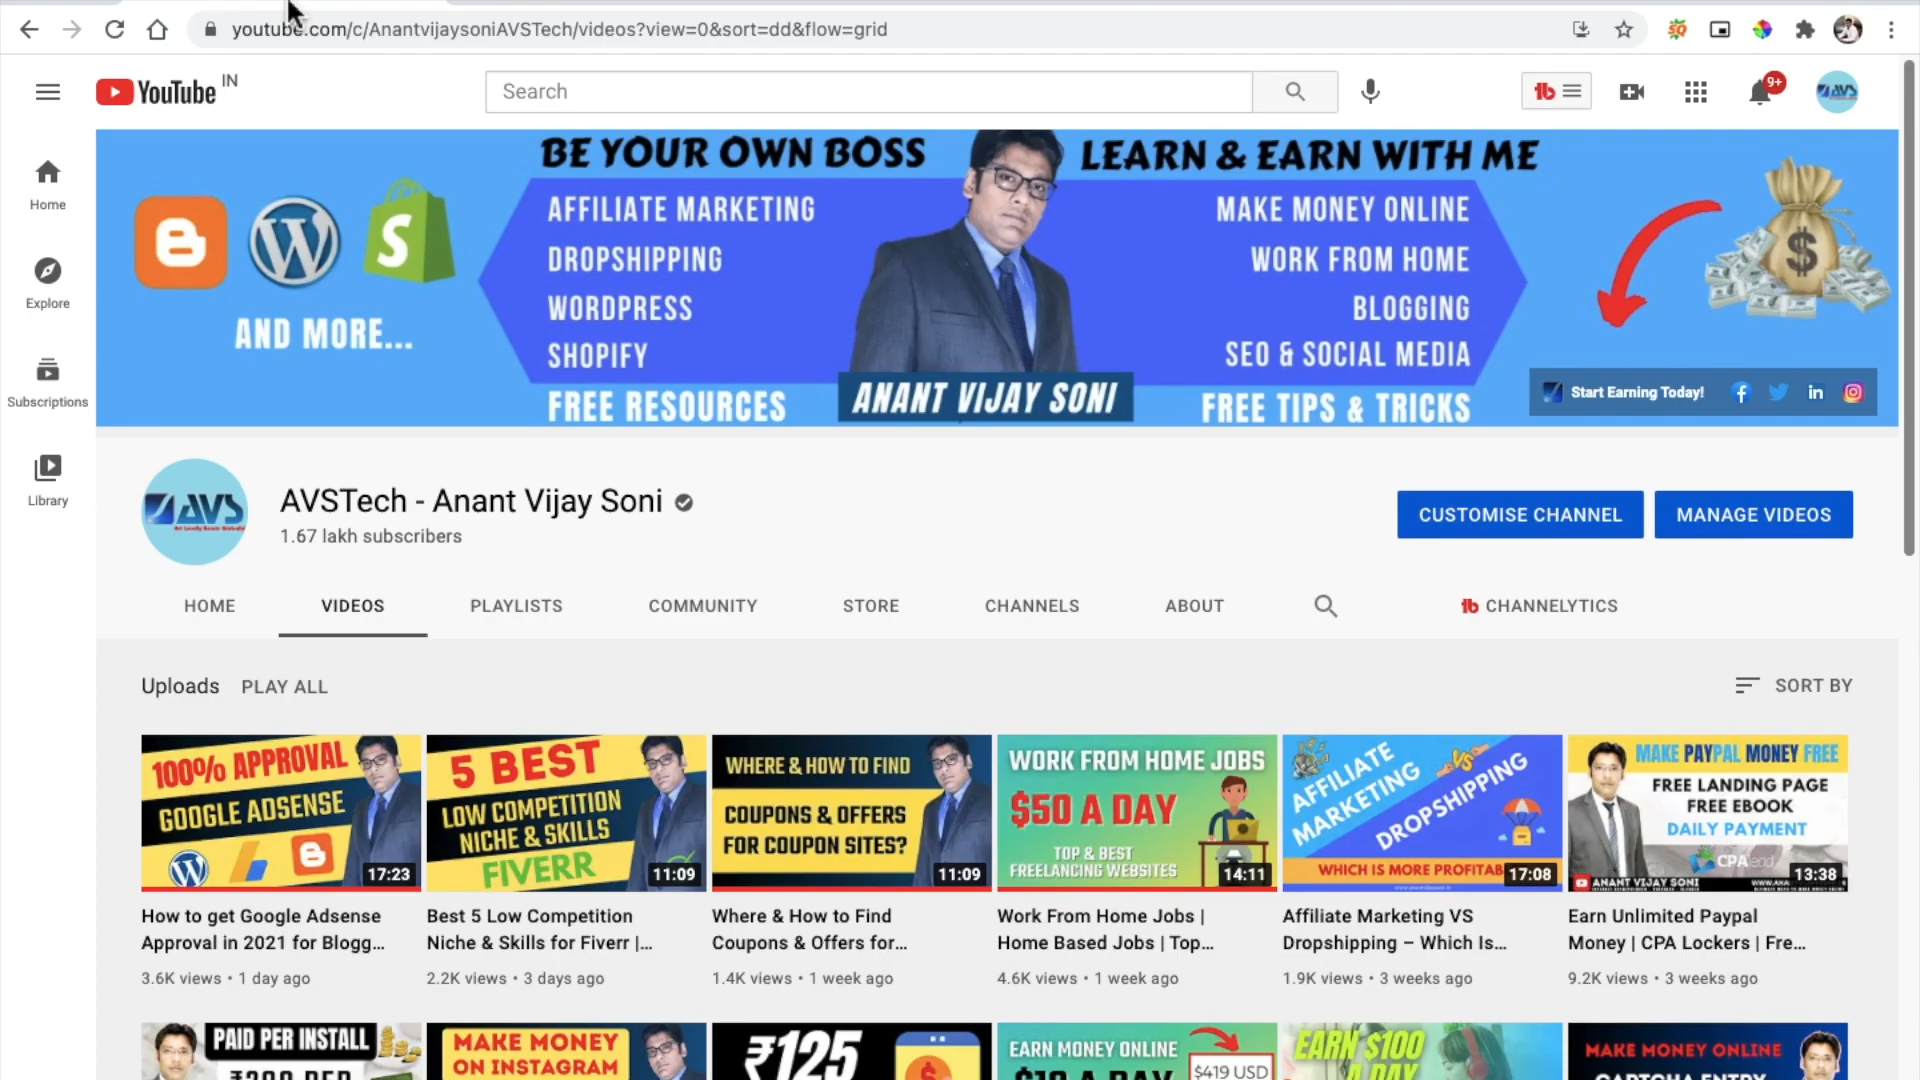 youtube.com/c/AnantvijaysoniAVSTech/videos?view=0&sort=dd&flow=grid
YouTube IN
Search
9+
AVS
Home
Explore
Subscriptions
Library
BE YOUR OWN BOSS
LEARN & EARN WITH ME
AFFILIATE MARKETING
DROPSHIPPING
WORDPRESS
SHOPIFY
FREE RESOURCES
MAKE MONEY ONLINE
WORK FROM HOME
BLOGGING
SEO & SOCIAL MEDIA
FREE TIPS & TRICKS
AND MORE...
ANANT VIJAY SONI
Start Earning Today!
AVS
AVSTech - Anant Vijay Soni
1.67 lakh subscribers
CUSTOMISE CHANNEL
MANAGE VIDEOS
HOME
VIDEOS
PLAYLISTS
COMMUNITY
STORE
CHANNELS
ABOUT
CHANNELYTICS
Uploads
PLAY ALL
SORT BY
100% APPROVAL
GOOGLE ADSENSE
17:23
How to get Google Adsense
Approval in 2021 for Blogg...
3.6K views • 1 day ago
5 BEST
LOW COMPETITION
NICHE & SKILLS
FIVERR
11:09
Best 5 Low Competition
Niche & Skills for Fiverr |...
2.2K views • 3 days ago
WHERE & HOW TO FIND
COUPONS & OFFERS
FOR COUPON SITES?
11:09
Where & How to Find
Coupons & Offers for...
1.4K views • 1 week ago
WORK FROM HOME JOBS
$50 A DAY
TOP & BEST
FREELANCING WEBSITES
14:11
Work From Home Jobs |
Home Based Jobs | Top...
4.6K views • 1 week ago
AFFILIATE
MARKETING
VS
DROPSHIPPING
WHICH IS MORE PROFITAB
17:08
Affiliate Marketing VS
Dropshipping – Which Is...
1.9K views • 3 weeks ago
MAKE PAYPAL MONEY FREE
FREE LANDING PAGE
FREE EBOOK
DAILY PAYMENT
CPAlead
ANANT VIJAY SONI
13:38
Earn Unlimited Paypal
Money | CPA Lockers | Fre...
9.2K views • 3 weeks ago
PAID PER INSTALL
MAKE MONEY
ON INSTAGRAM
₹125
EARN MONEY ONLINE
$419 USD
EARN $100
A DAY
MAKE MONEY ONLINE
CAPTCHA ENTRY